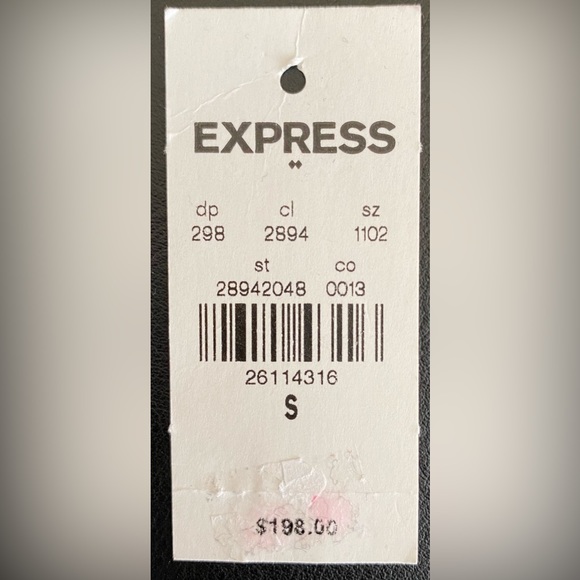 EXPRESS
dp cl sz
298 2894 1102
st co
28942048 0013
26114316
S
$198.00